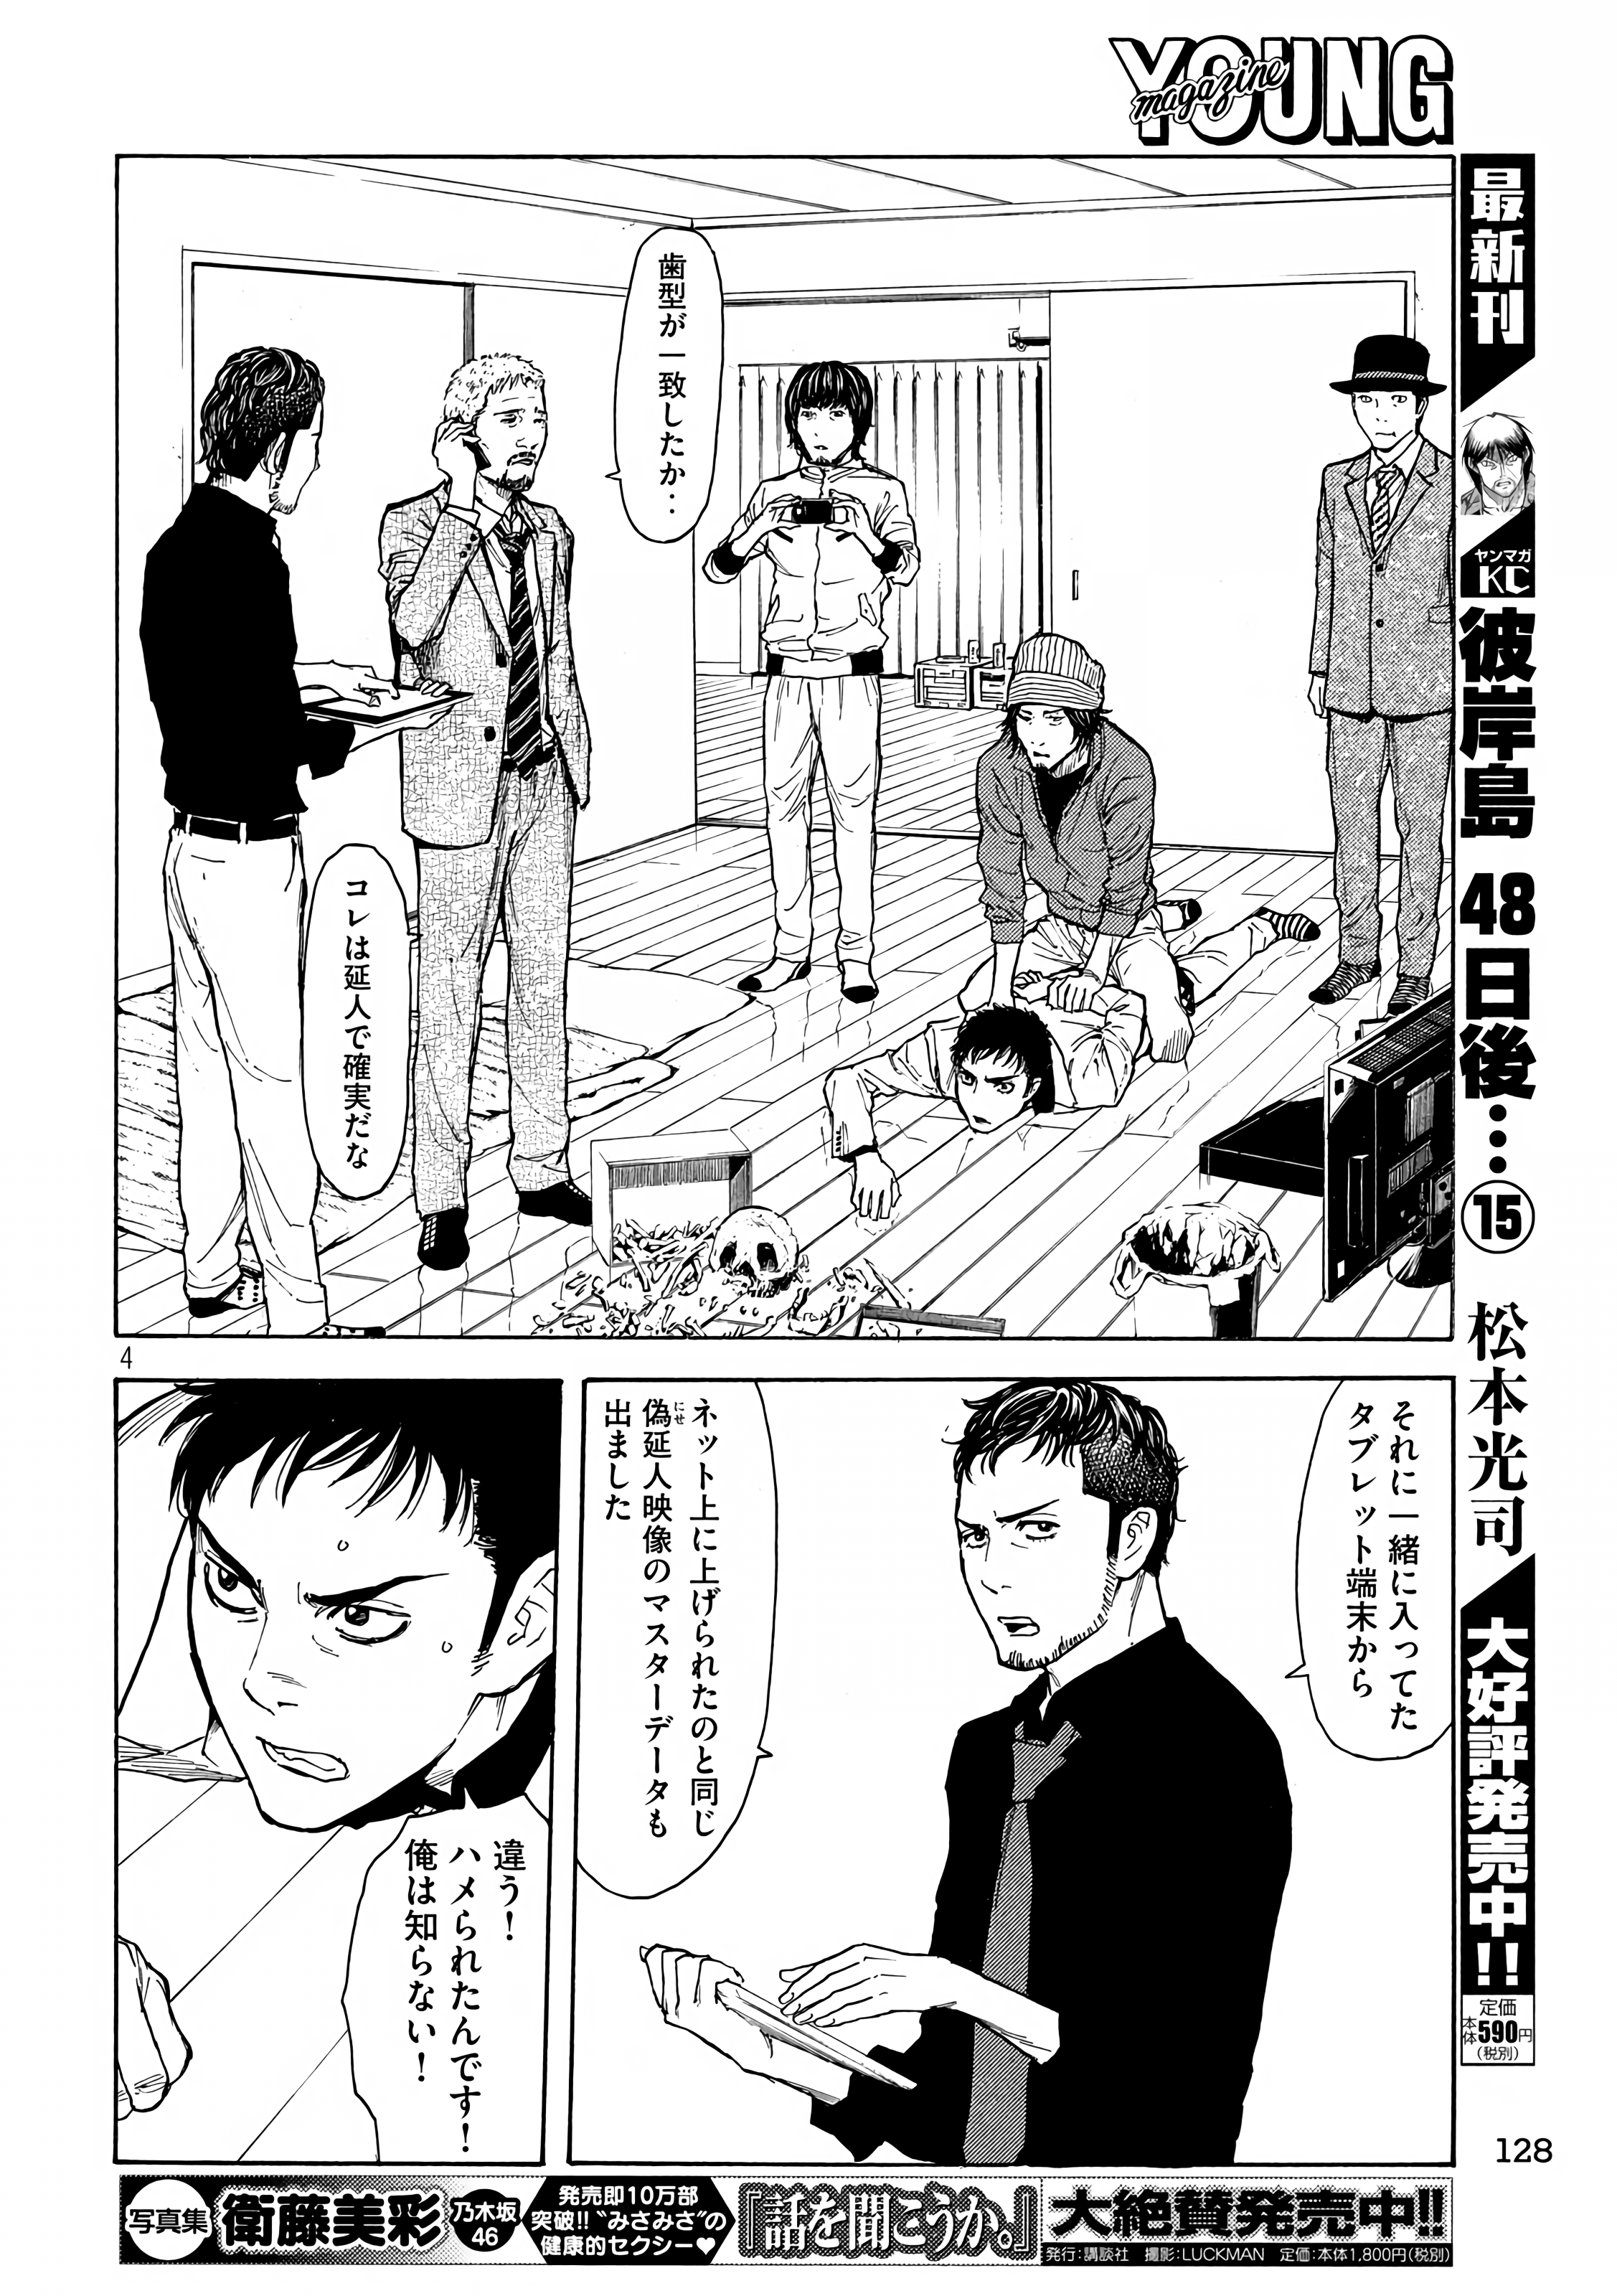 YOUNG
magazine
最新刊
ヤンマガ
KC
彼岸島 48日後…⑮
松本光司
大好評発売中!!
定価
本体590円
(税別)
歯型が一致したか‥
コレは延人で確実だな
4
それに一緒に入ってた
タブレット端末から
ネット上に上げられたのと同じ
偽延人映像のマスターデータも
にせ
出ました
違う！
ハメられたんです！
俺は知らない！
128
写真集
衛藤美彩
乃木坂
46
発売即10万部
突破!!〝みさみさ〟の
健康的セクシー♥
『話を聞こうか。』
大絶賛発売中!!
発行：講談社　撮影：LUCKMAN　定価：本体1,800円(税別)